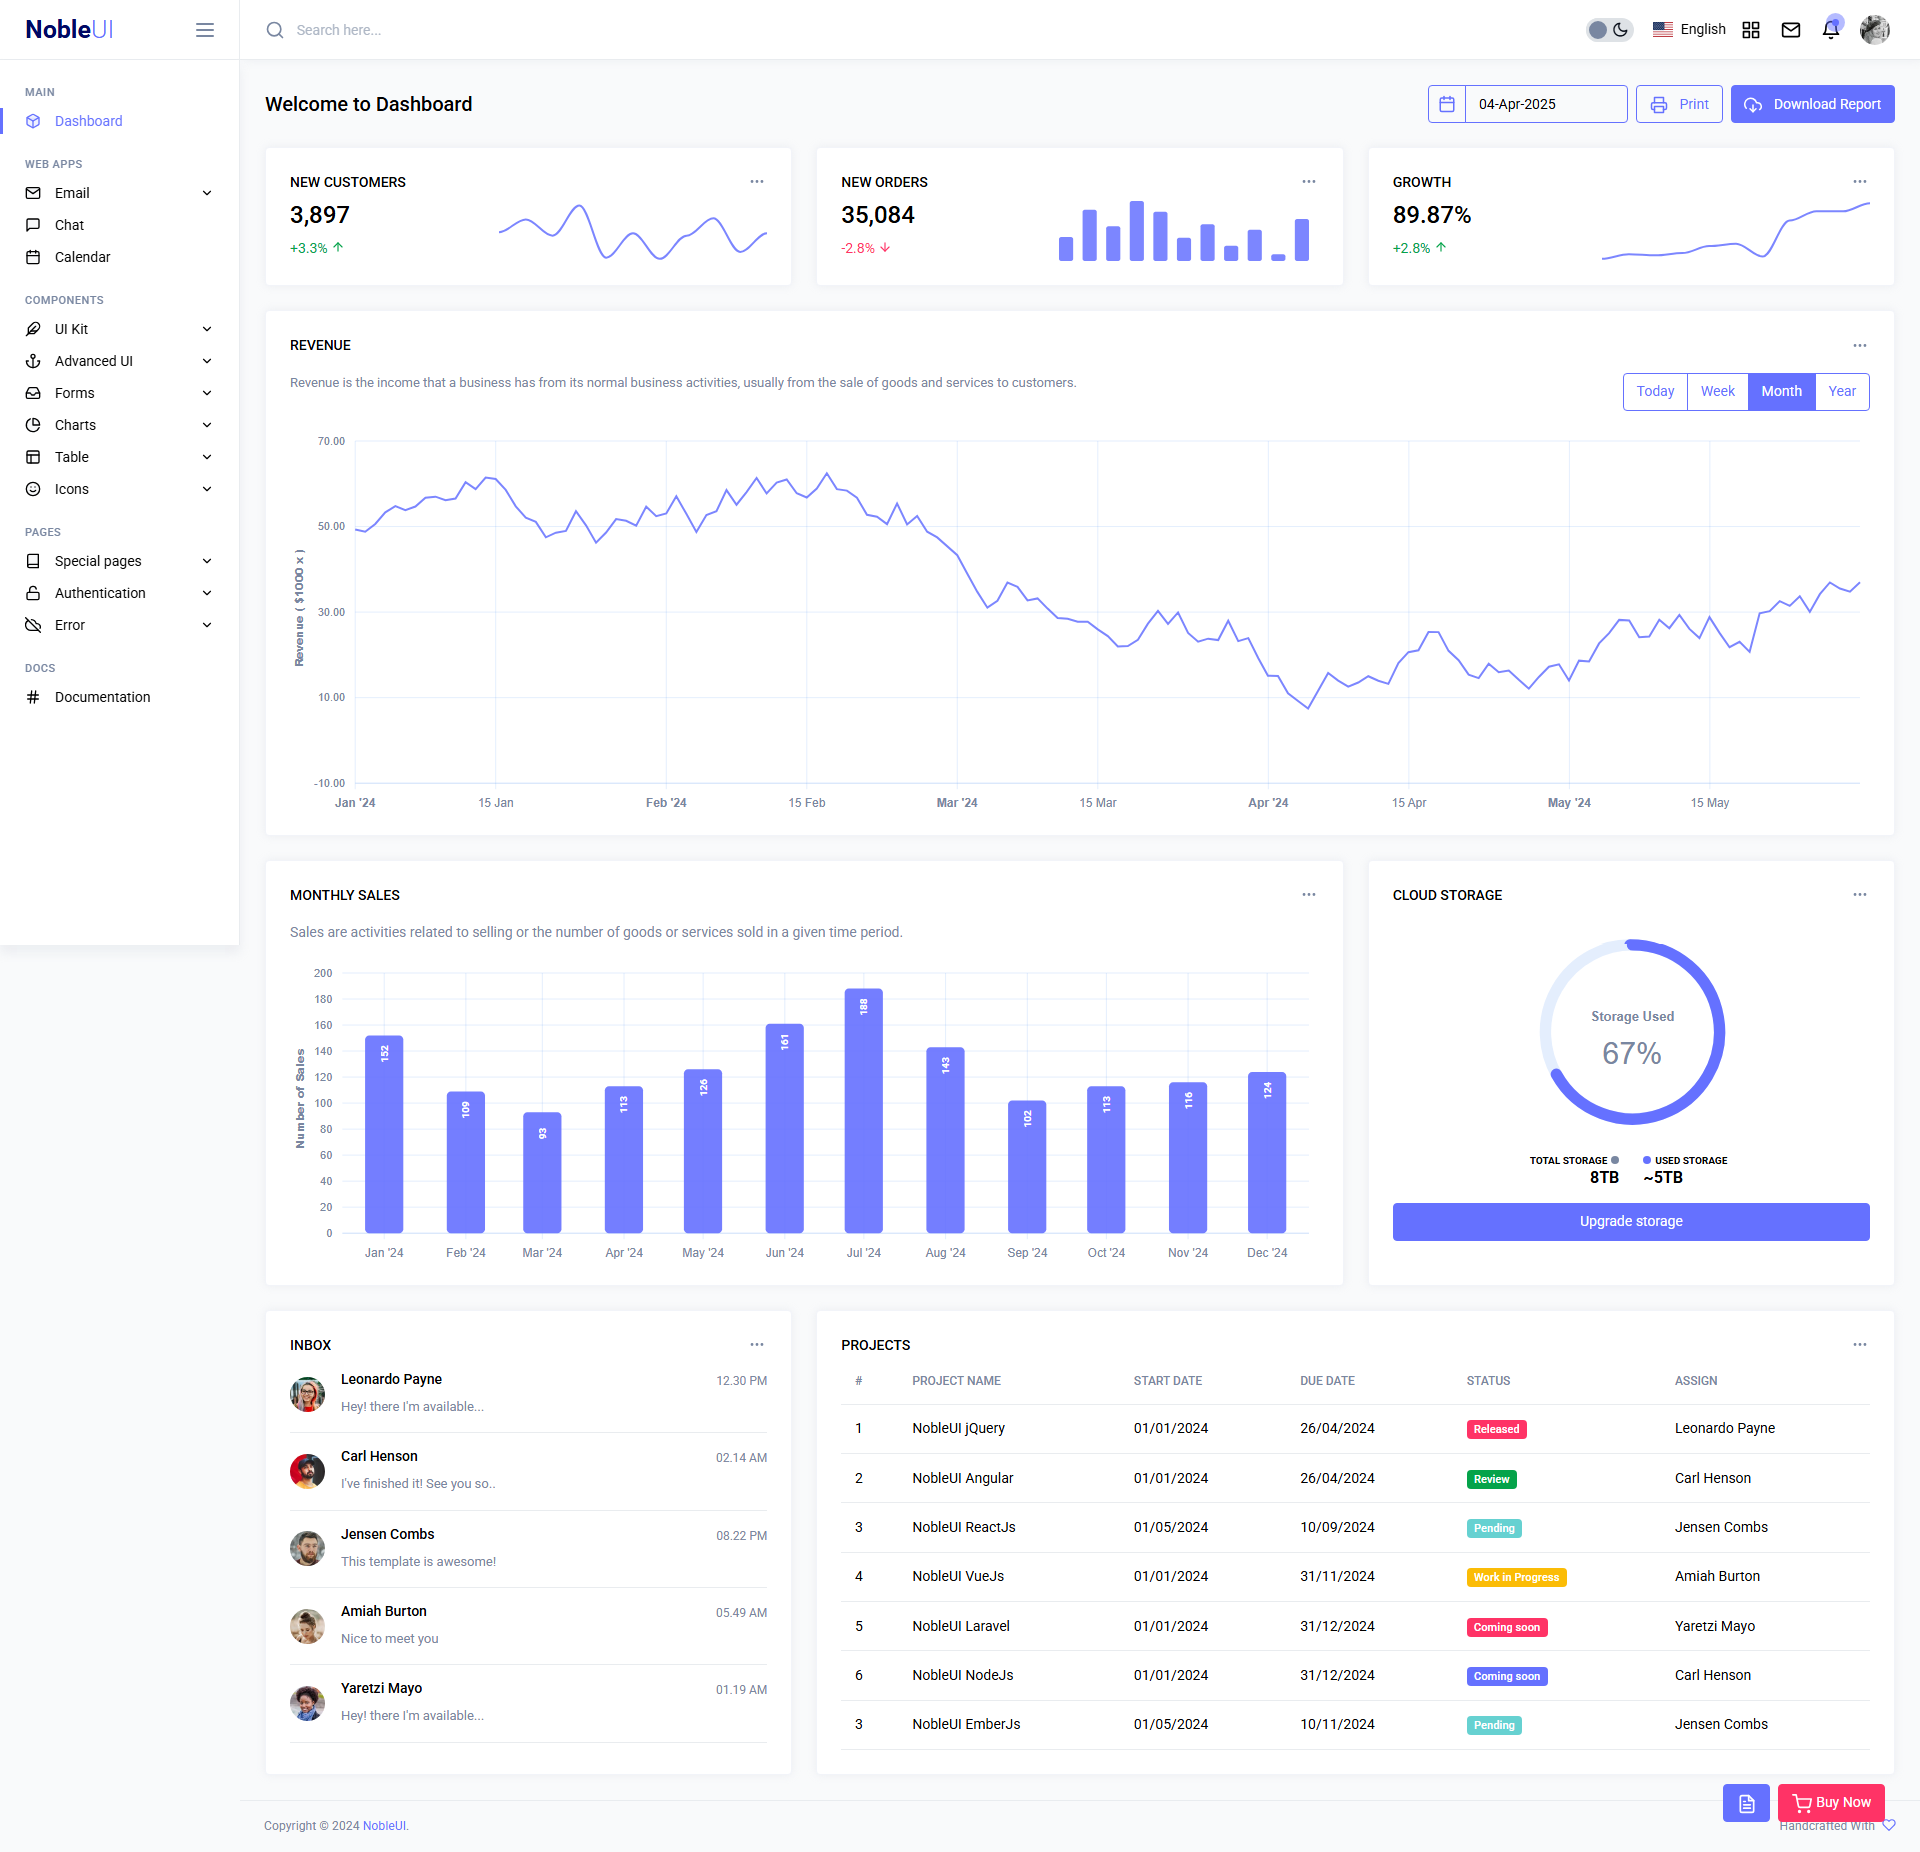 NobleUI
Search here...
English
MAIN
Dashboard
WEB APPS
Email
Chat
Calendar
COMPONENTS
UI Kit
Advanced UI
Forms
Charts
Table
Icons
PAGES
Special pages
Authentication
Error
DOCS
Documentation
Welcome to Dashboard
04-Apr-2025
Print
Download Report
NEW CUSTOMERS
3,897
+3.3%
NEW ORDERS
35,084
-2.8%
GROWTH
89.87%
+2.8%
REVENUE
Revenue is the income that a business has from its normal business activities, usually from the sale of goods and services to customers.
Today Week Month Year
Revenue ( $1000 x )
70.00
50.00
30.00
10.00
-10.00
Jan '24 15 Jan Feb '24 15 Feb Mar '24 15 Mar Apr '24 15 Apr May '24 15 May
MONTHLY SALES
Sales are activities related to selling or the number of goods or services sold in a given time period.
Number of Sales
200
180
160
140
120
100
80
60
40
20
0
152 109 93 113 126 161 188 143 102 113 116 124
Jan '24 Feb '24 Mar '24 Apr '24 May '24 Jun '24 Jul '24 Aug '24 Sep '24 Oct '24 Nov '24 Dec '24
CLOUD STORAGE
Storage Used
67%
TOTAL STORAGE USED STORAGE
8TB ~5TB
Upgrade storage
INBOX
Leonardo Payne 12.30 PM
Hey! there I'm available...
Carl Henson 02.14 AM
I've finished it! See you so..
Jensen Combs 08.22 PM
This template is awesome!
Amiah Burton 05.49 AM
Nice to meet you
Yaretzi Mayo 01.19 AM
Hey! there I'm available...
PROJECTS
# PROJECT NAME START DATE DUE DATE STATUS ASSIGN
1 NobleUI jQuery 01/01/2024 26/04/2024 Released Leonardo Payne
2 NobleUI Angular 01/01/2024 26/04/2024 Review Carl Henson
3 NobleUI ReactJs 01/05/2024 10/09/2024 Pending Jensen Combs
4 NobleUI VueJs 01/01/2024 31/11/2024 Work in Progress Amiah Burton
5 NobleUI Laravel 01/01/2024 31/12/2024 Coming soon Yaretzi Mayo
6 NobleUI NodeJs 01/01/2024 31/12/2024 Coming soon Carl Henson
3 NobleUI EmberJs 01/05/2024 10/11/2024 Pending Jensen Combs
Buy Now
Copyright © 2024 NobleUI.
Handcrafted With